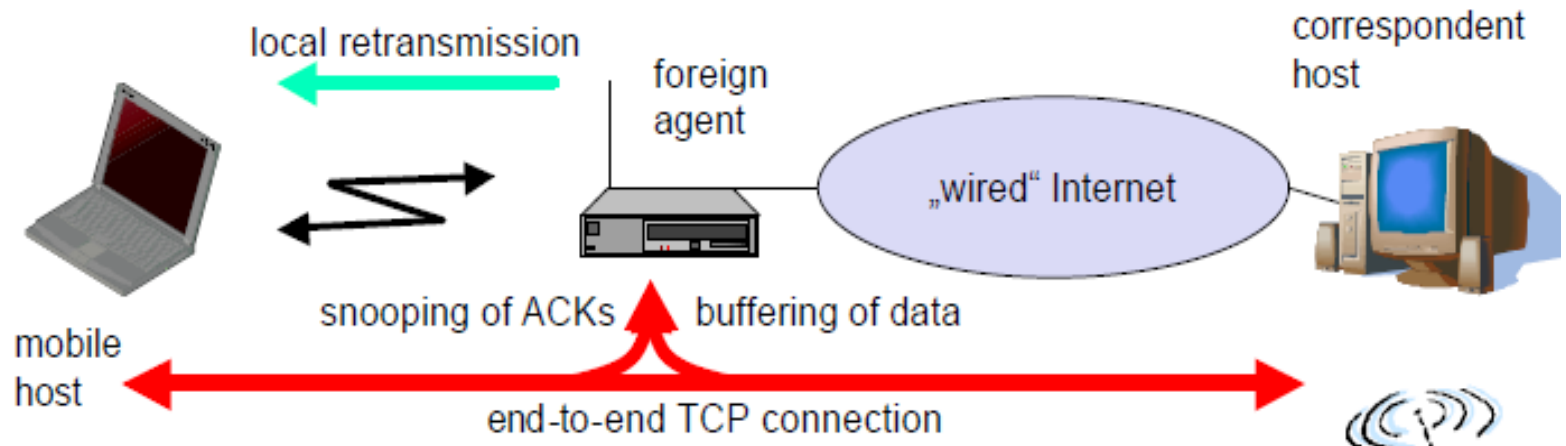 local retransmission
foreign
agent
correspondent
host
„wired“ Internet
snooping of ACKs
buffering of data
mobile
host
end-to-end TCP connection